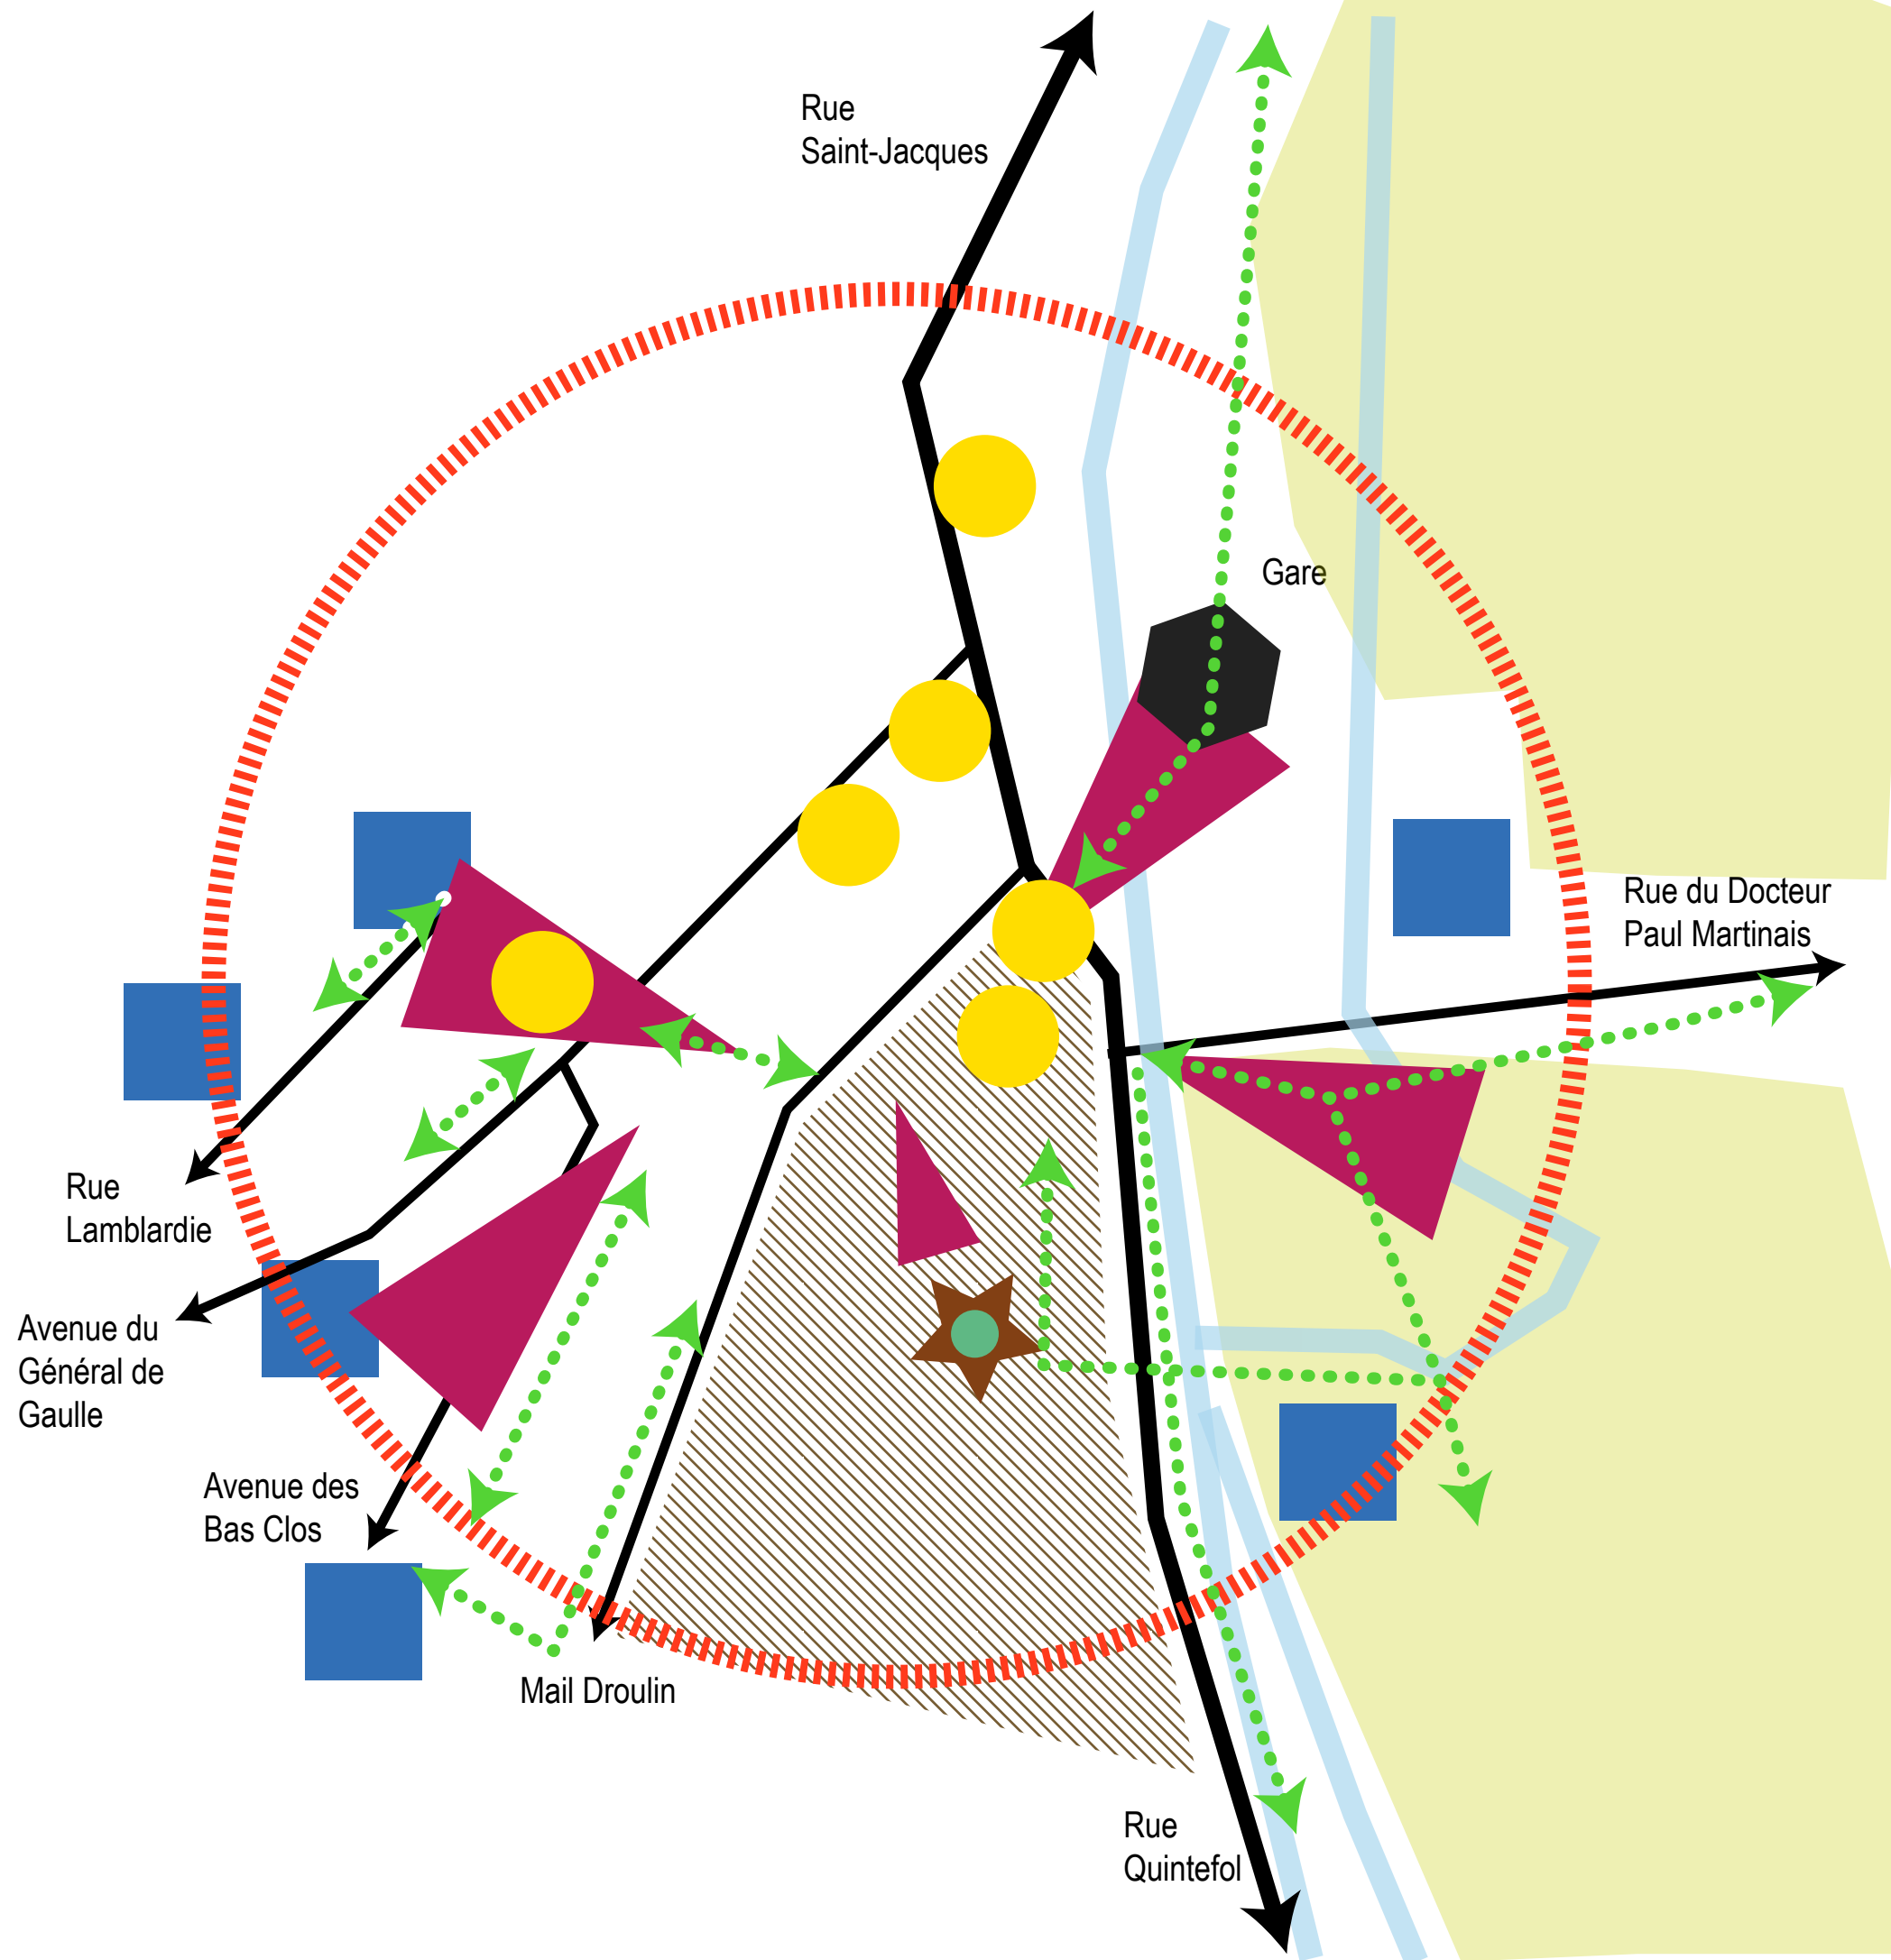 Rue
Saint-Jacques
Gare
Rue du Docteur
Paul Martinais
Rue
Lamblardie
Avenue du
Général de
Gaulle
Avenue des
Bas Clos
Mail Droulin
Rue
Quintefol